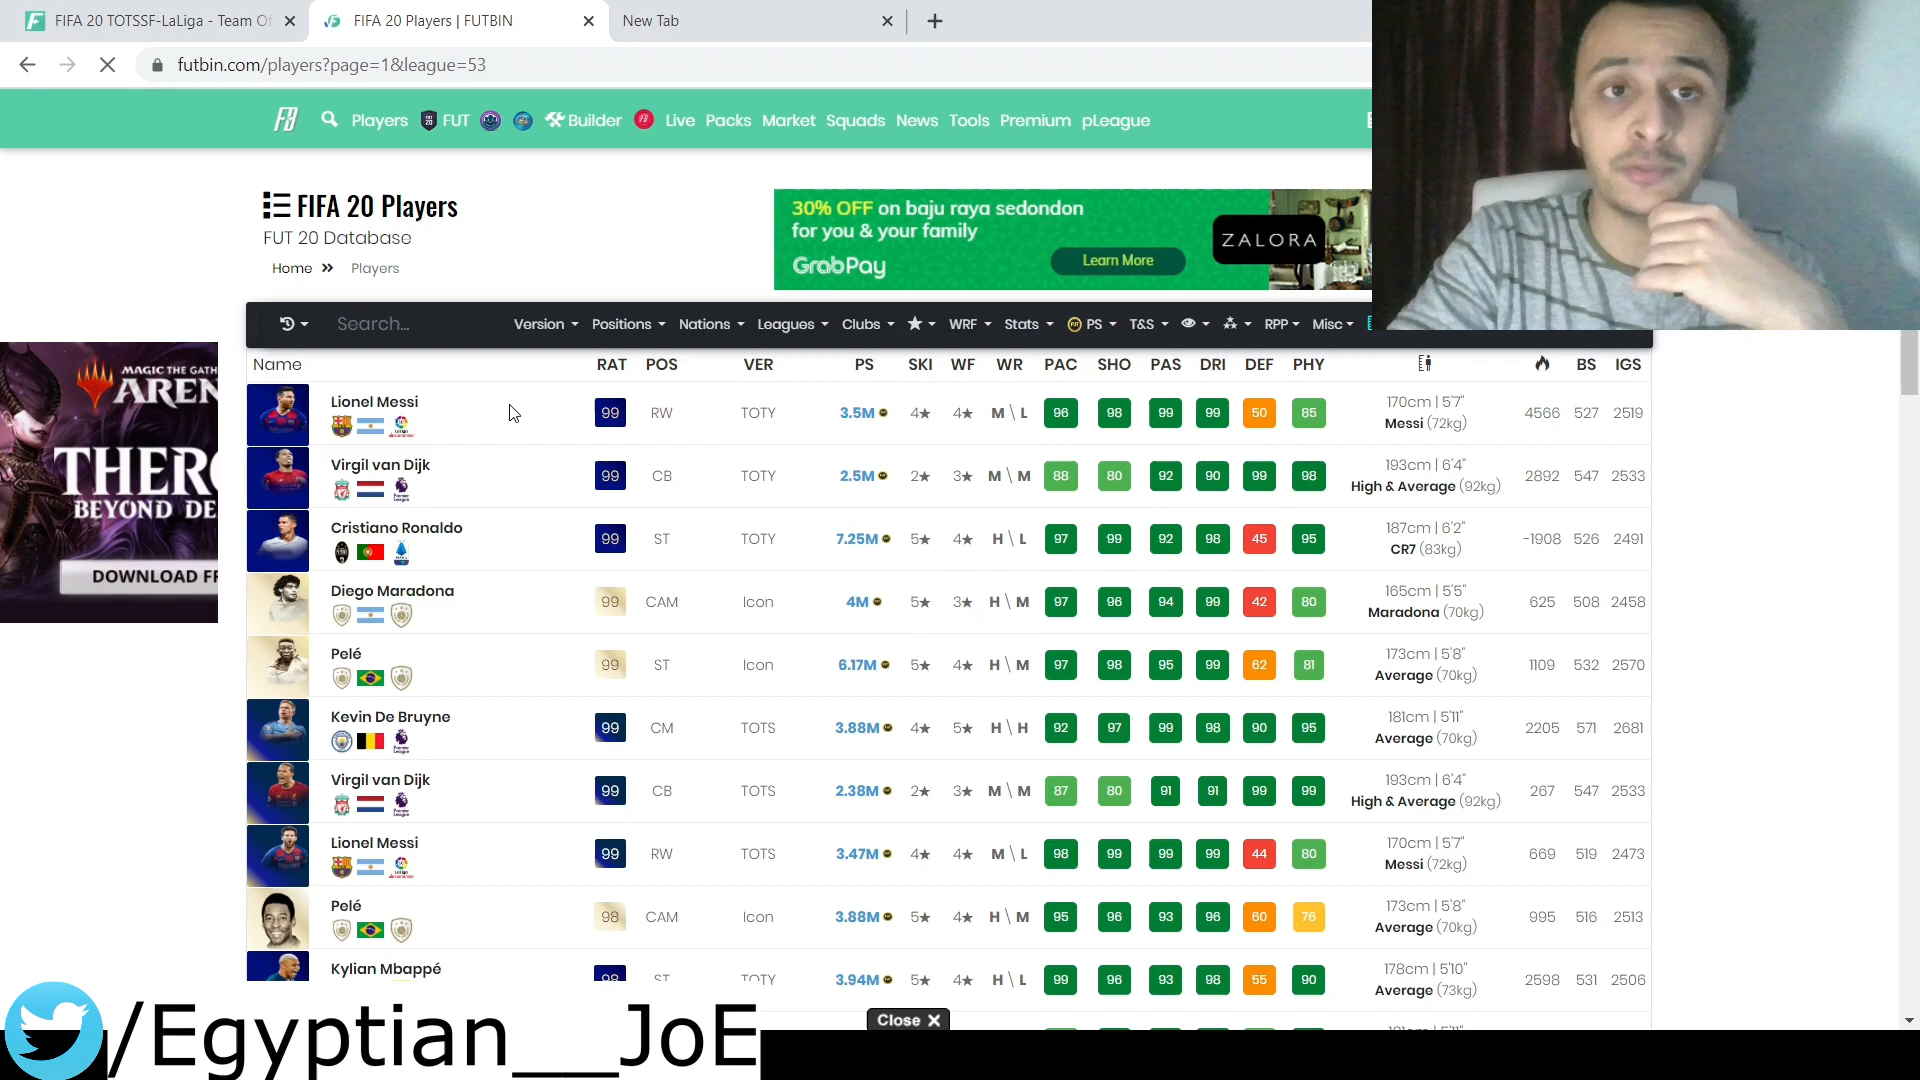 FIFA 20 TOTSSF-LaLiga - Team Of
FIFA 20 Players | FUTBIN
New Tab
futbin.com/players?page=1&league=53
Players FUT Builder Live Packs Market Squads News Tools Premium pLeague
FIFA 20 Players
FUT 20 Database
Home » Players
30% OFF on baju raya sedondon
for you & your family
GrabPay
Learn More
ZALORA
Search... Version Positions Nations Leagues Clubs WRF Stats PS T&S RPP Misc
Name RAT POS VER PS SKI WF WR PAC SHO PAS DRI DEF PHY BS IGS
Lionel Messi 99 RW TOTY 3.5M 4★ 4★ M \ L 96 98 99 99 50 85 170cm | 5'7" Messi (72kg) 4566 527 2519
Virgil van Dijk 99 CB TOTY 2.5M 2★ 3★ M \ M 88 80 92 90 99 98 193cm | 6'4" High & Average (92kg) 2892 547 2533
Cristiano Ronaldo 99 ST TOTY 7.25M 5★ 4★ H \ L 97 99 92 98 45 95 187cm | 6'2" CR7 (83kg) -1908 526 2491
Diego Maradona 99 CAM Icon 4M 5★ 3★ H \ M 97 96 94 99 42 80 165cm | 5'5" Maradona (70kg) 625 508 2458
Pelé 99 ST Icon 6.17M 5★ 4★ H \ M 97 98 95 99 62 81 173cm | 5'8" Average (70kg) 1109 532 2570
Kevin De Bruyne 99 CM TOTS 3.88M 4★ 5★ H \ H 92 97 99 98 90 95 181cm | 5'11" Average (70kg) 2205 571 2681
Virgil van Dijk 99 CB TOTS 2.38M 2★ 3★ M \ M 87 80 91 91 99 99 193cm | 6'4" High & Average (92kg) 267 547 2533
Lionel Messi 99 RW TOTS 3.47M 4★ 4★ M \ L 98 99 99 99 44 80 170cm | 5'7" Messi (72kg) 669 519 2473
Pelé 98 CAM Icon 3.88M 5★ 4★ H \ M 95 96 93 96 60 76 173cm | 5'8" Average (70kg) 995 516 2513
Kylian Mbappé 98 ST TOTY 3.94M 5★ 4★ H \ L 99 96 93 98 55 90 178cm | 5'10" Average (73kg) 2598 531 2506
MAGIC THE GATH
AREN
THERO
BEYOND DE
DOWNLOAD FR
Close
/Egyptian__JoE